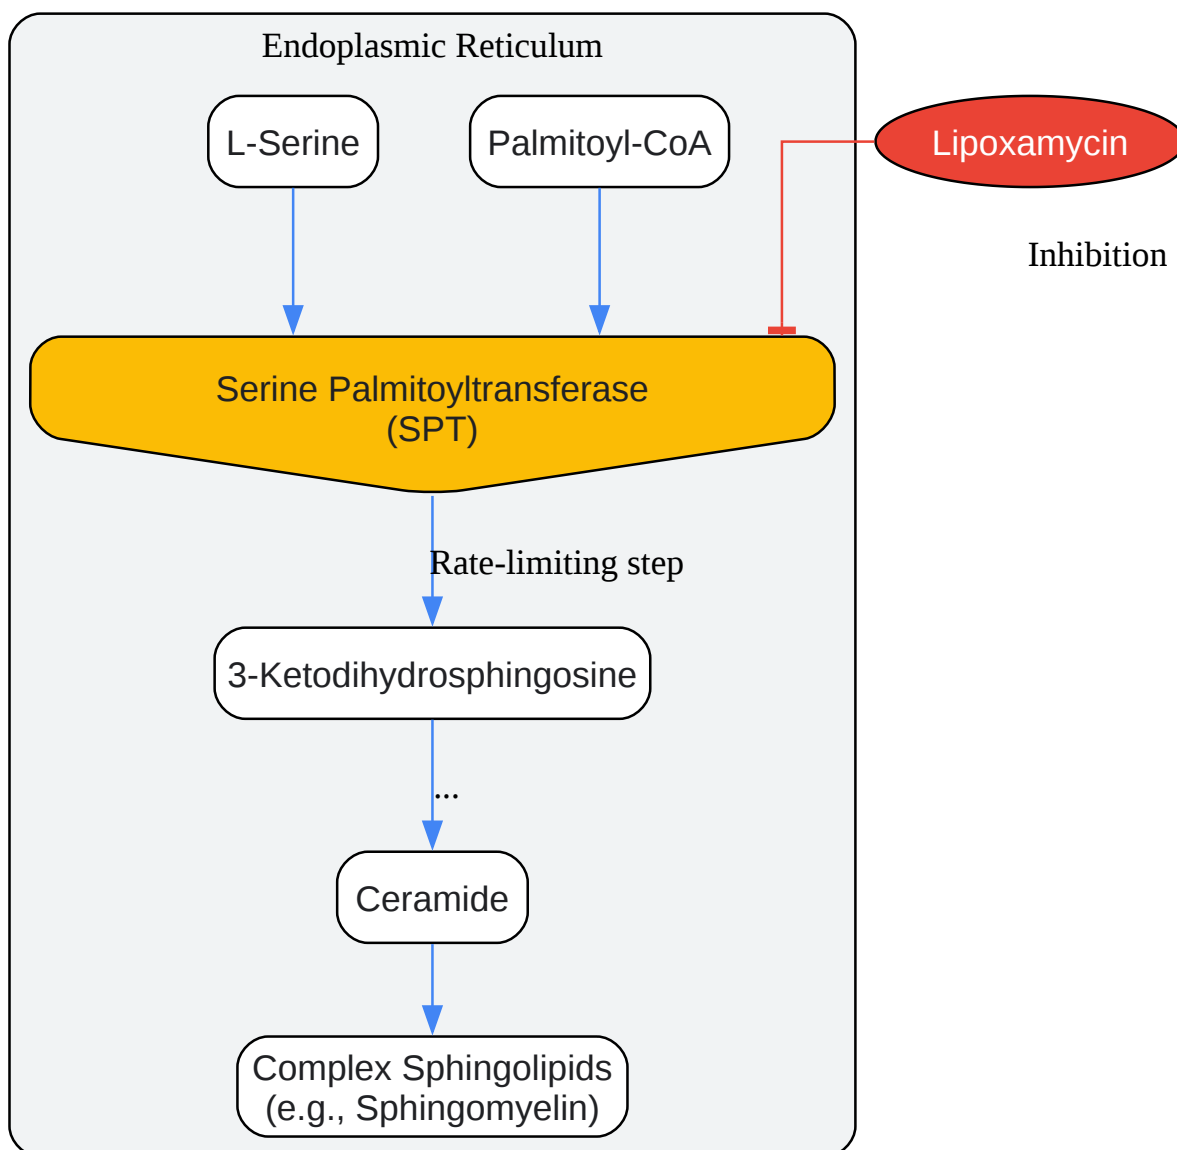 Endoplasmic Reticulum
L-Serine
Palmitoyl-CoA
Lipoxamycin
Inhibition
Serine Palmitoyltransferase
(SPT)
Rate-limiting step
3-Ketodihydrosphingosine
...
Ceramide
Complex Sphingolipids
(e.g., Sphingomyelin)